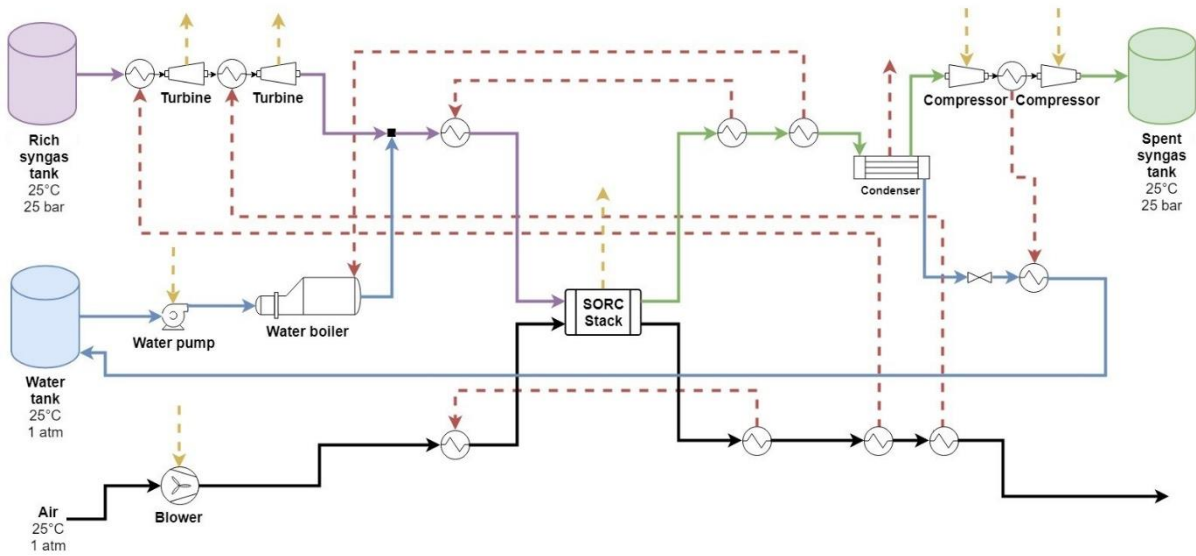 Turbine
Turbine
Compressor
Compressor
Rich
syngas
tank
25°C
25 bar
Spent
syngas
tank
25°C
25 bar
Condenser
SORC
Stack
Water boiler
Water pump
Water
tank
25°C
1 atm
Air
25°C
1 atm
Blower